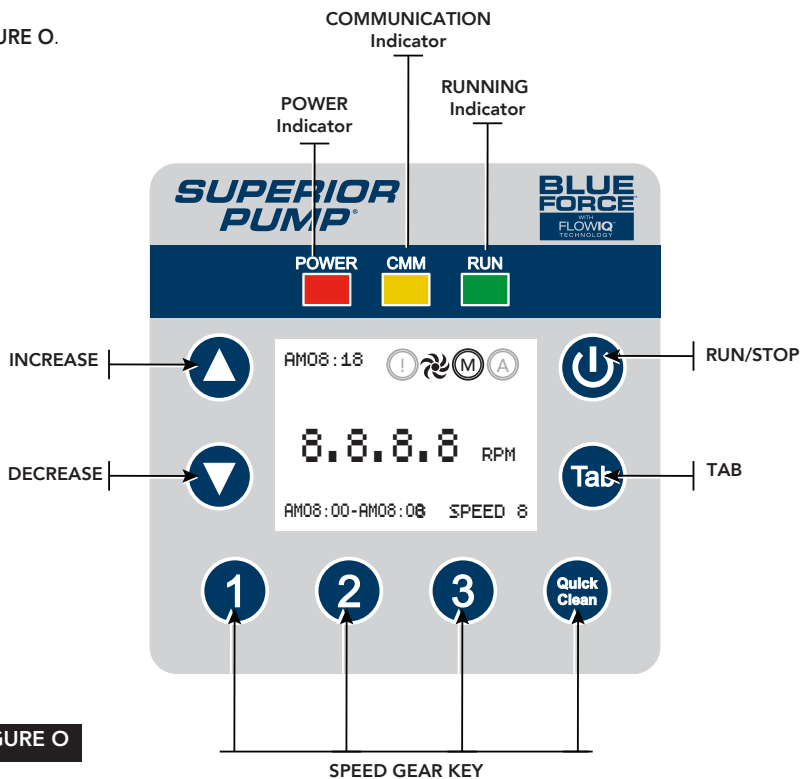 COMMUNICATION
Indicator
URE O.
RUNNING
Indicator
POWER
Indicator
SUPERIOR
PUMP®
BLUE
FORCE™
WITH
FLOWIQ™
TECHNOLOGY
POWER CMM RUN
INCREASE
AM08:18 ! M A
RUN/STOP
8.8.8.8 RPM
DECREASE
Tab
TAB
AM08:00-AM08:08 SPEED 8
1 2 3 Quick
Clean
GURE O
SPEED GEAR KEY